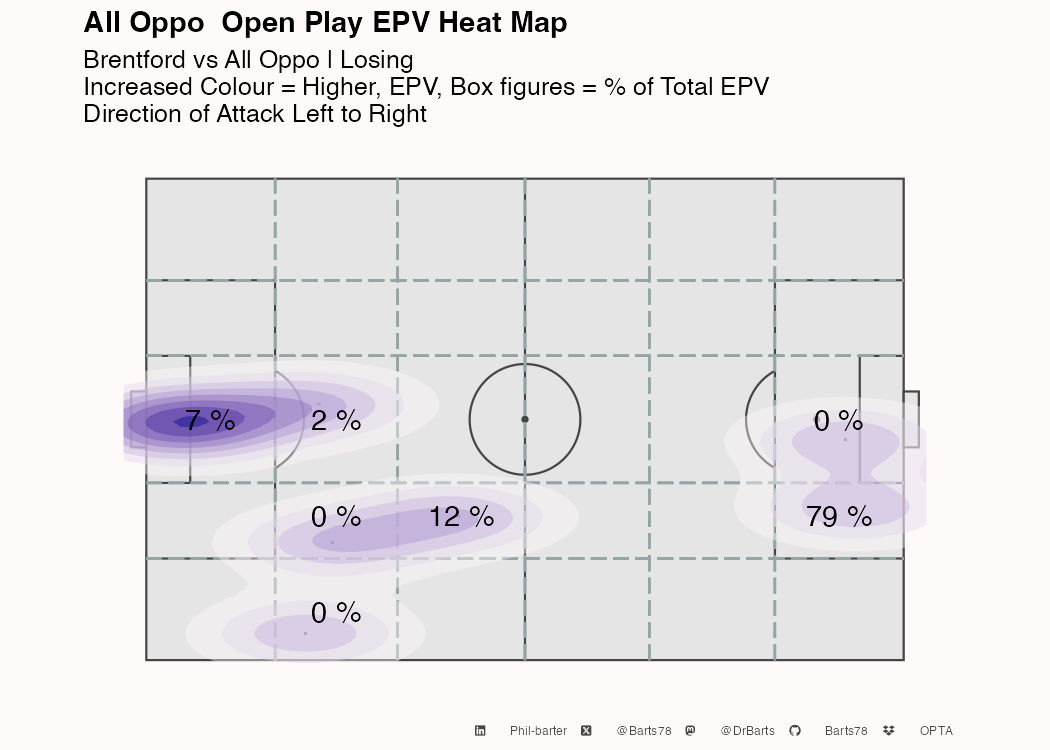 All Oppo  Open Play EPV Heat Map
Brentford vs All Oppo | Losing
Increased Colour = Higher, EPV, Box figures = % of Total EPV
Direction of Attack Left to Right
7 % 2 % 0 %
0 % 12 % 79 %
0 %
Phil-barter @Barts78 @DrBarts Barts78 OPTA